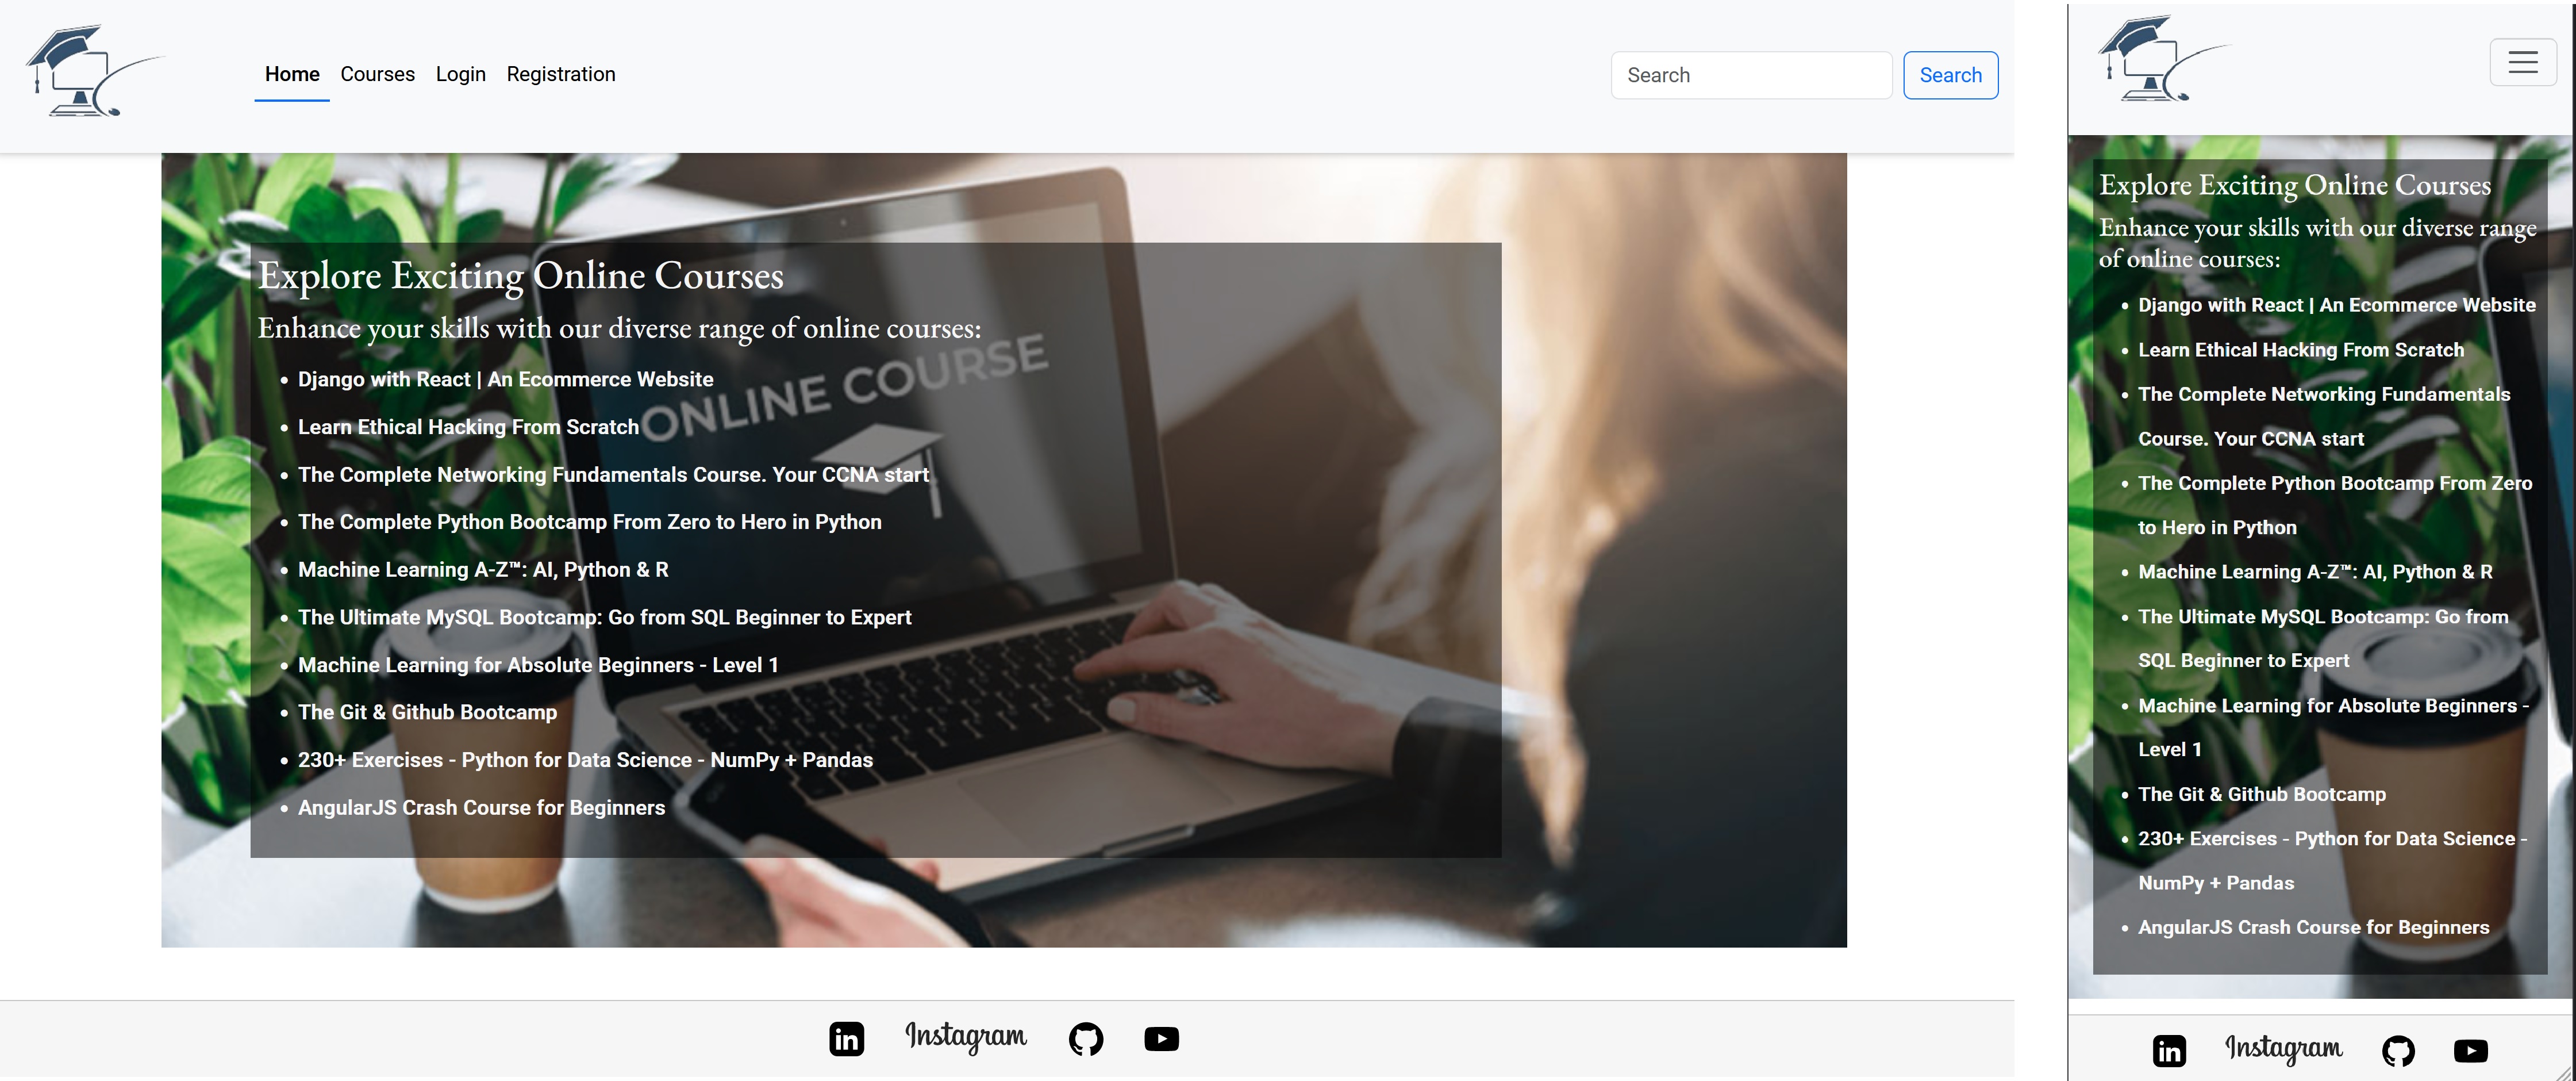 Home Courses Login Registration
Search Search
Explore Exciting Online Courses
Enhance your skills with our diverse range of online courses:
ONLINE COURSE
• Django with React | An Ecommerce Website
• Learn Ethical Hacking From Scratch
• The Complete Networking Fundamentals Course. Your CCNA start
• The Complete Python Bootcamp From Zero to Hero in Python
• Machine Learning A-Z™: AI, Python & R
• The Ultimate MySQL Bootcamp: Go from SQL Beginner to Expert
• Machine Learning for Absolute Beginners - Level 1
• The Git & Github Bootcamp
• 230+ Exercises - Python for Data Science - NumPy + Pandas
• AngularJS Crash Course for Beginners
in Instagram
Explore Exciting Online Courses
Enhance your skills with our diverse range
of online courses:
• Django with React | An Ecommerce Website
• Learn Ethical Hacking From Scratch
• The Complete Networking Fundamentals
Course. Your CCNA start
• The Complete Python Bootcamp From Zero
to Hero in Python
• Machine Learning A-Z™: AI, Python & R
• The Ultimate MySQL Bootcamp: Go from
SQL Beginner to Expert
• Machine Learning for Absolute Beginners -
Level 1
• The Git & Github Bootcamp
• 230+ Exercises - Python for Data Science -
NumPy + Pandas
• AngularJS Crash Course for Beginners
in Instagram